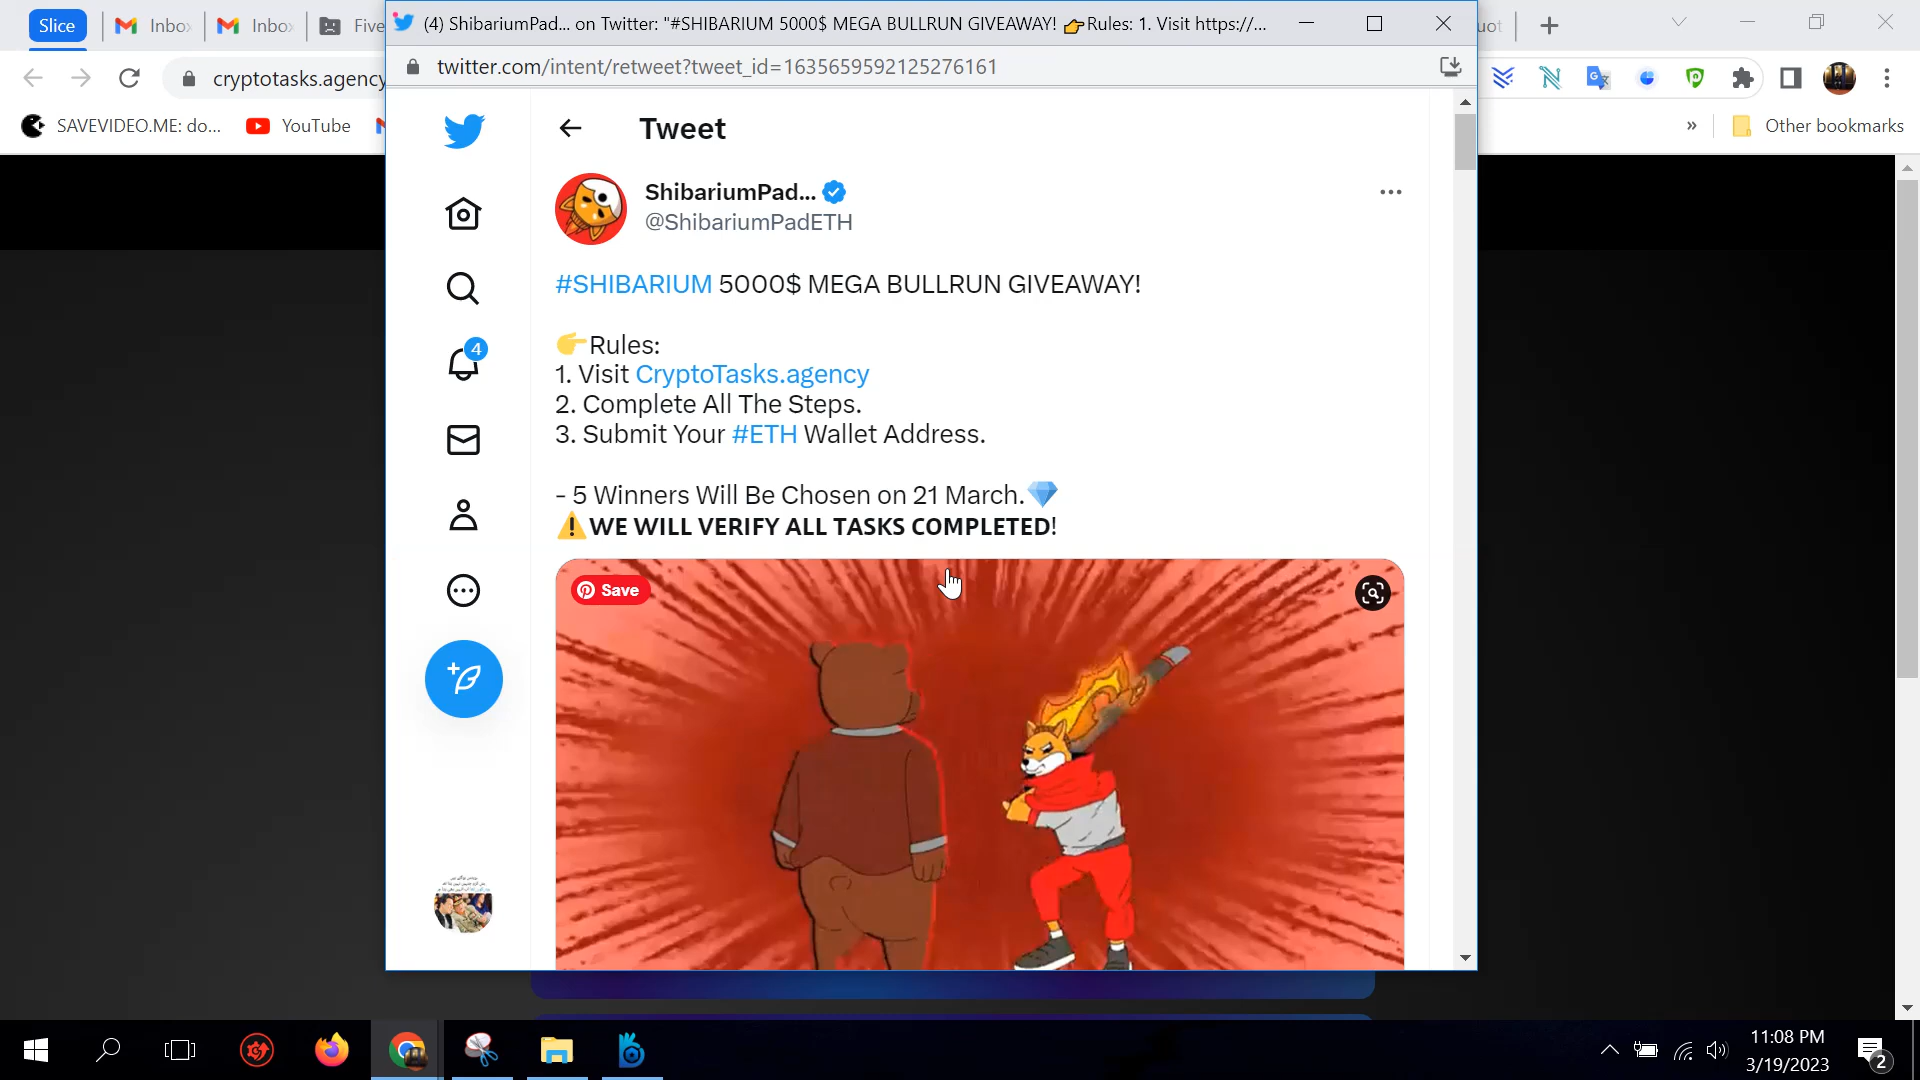 Slice
Inbo
Inbo
Five
(4) ShibariumPad... on Twitter: "#SHIBARIUM 5000$ MEGA BULLRUN GIVEAWAY! 👉Rules: 1. Visit https://...
uot
cryptotasks.agency
twitter.com/intent/retweet?tweet_id=1635659592125276161
SAVEVIDEO.ME: do...
YouTube
»
Other bookmarks
Tweet
ShibariumPad...
@ShibariumPadETH
#SHIBARIUM 5000$ MEGA BULLRUN GIVEAWAY!
👉Rules:
1. Visit CryptoTasks.agency
2. Complete All The Steps.
3. Submit Your #ETH Wallet Address.
- 5 Winners Will Be Chosen on 21 March.💎
⚠️WE WILL VERIFY ALL TASKS COMPLETED!
4
Save
11:08 PM
3/19/2023
2